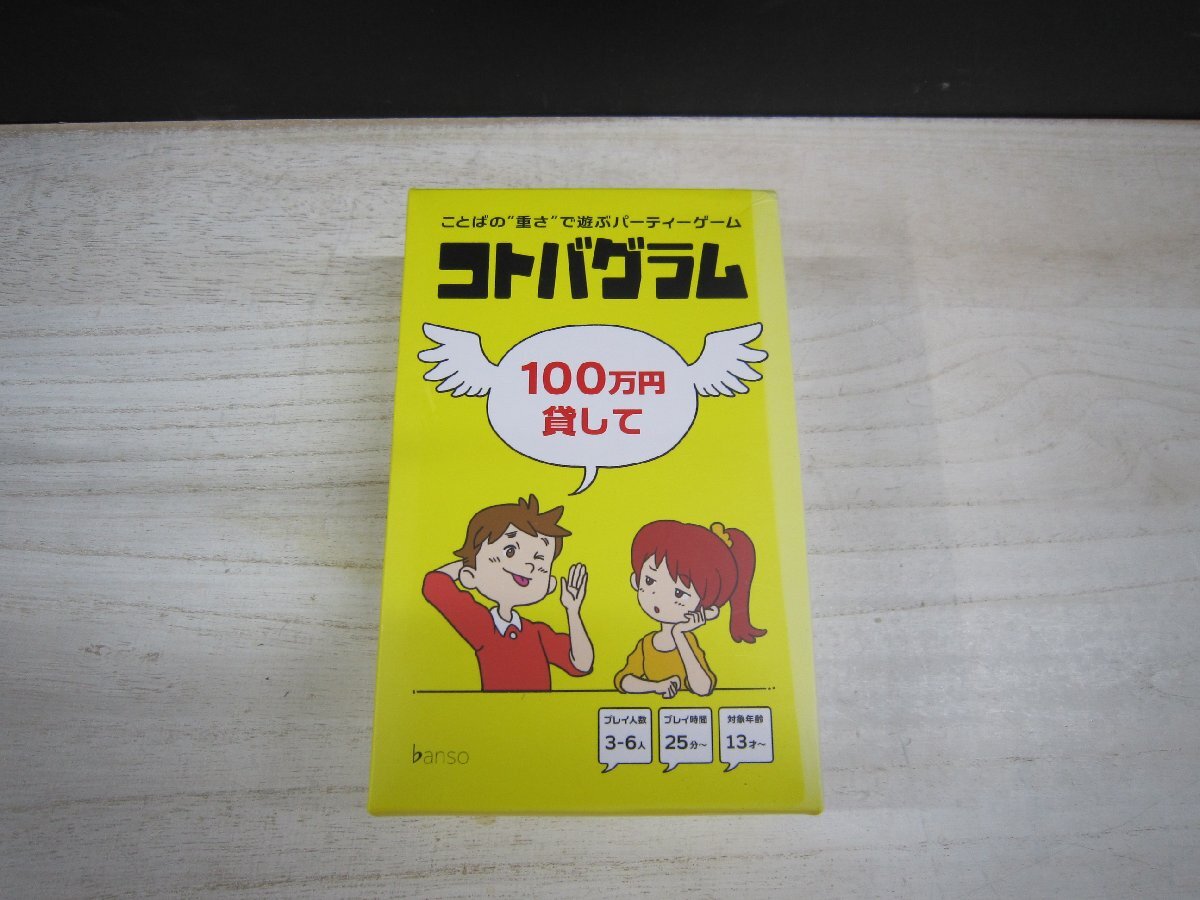 ことばの"重さ"で遊ぶパーティーゲーム
コトバグラム
100万円
貸して
プレイ人数
3-6人
プレイ時間
25分～
対象年齢
13才～
banso